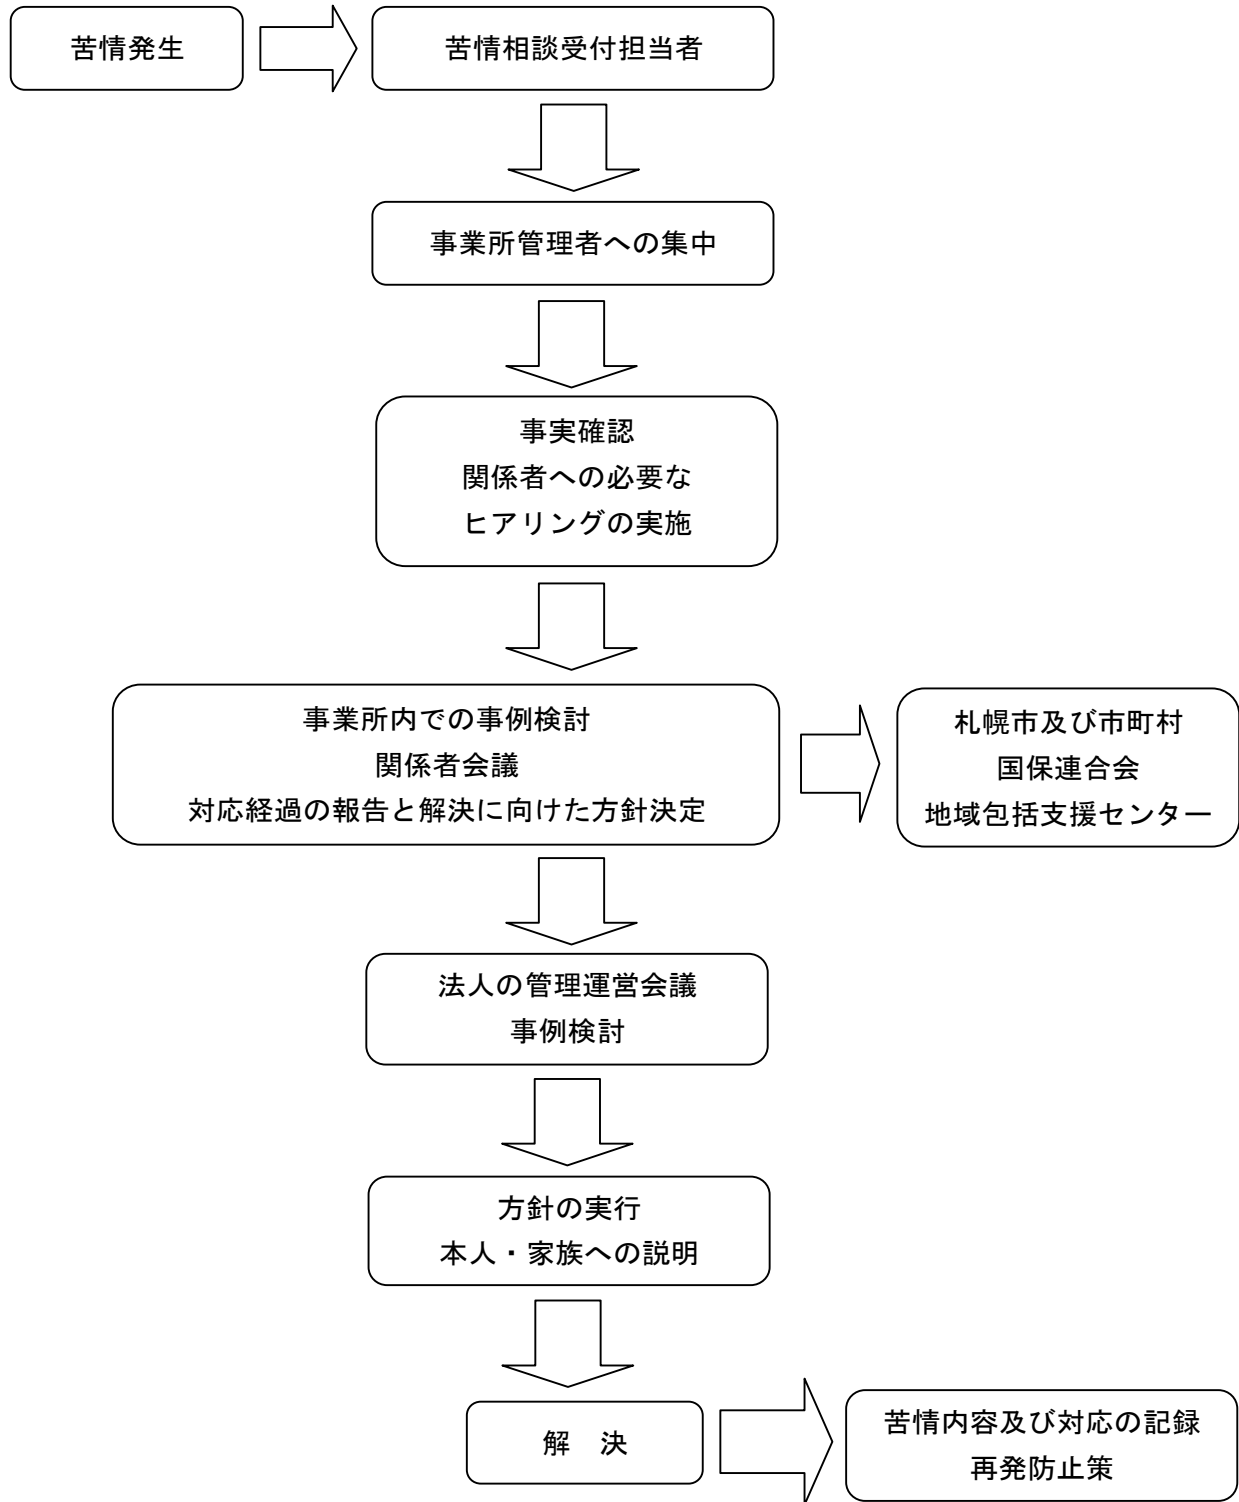 苦情発生
苦情相談受付担当者
事業所管理者への集中
事実確認
関係者への必要な
ヒアリングの実施
事業所内での事例検討
関係者会議
対応経過の報告と解決に向けた方針決定
札幌市及び市町村
国保連合会
地域包括支援センター
法人の管理運営会議
事例検討
方針の実行
本人・家族への説明
解　決
苦情内容及び対応の記録
再発防止策